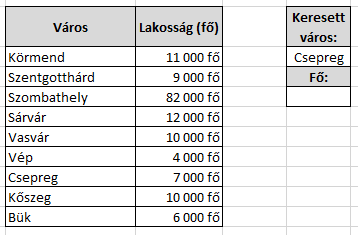 Város Lakosság (fő)
Körmend 11 000 fő
Szentgotthárd 9 000 fő
Szombathely 82 000 fő
Sárvár 12 000 fő
Vasvár 10 000 fő
Vép 4 000 fő
Csepreg 7 000 fő
Kőszeg 10 000 fő
Bük 6 000 fő
Keresett
város:
Csepreg
Fő: